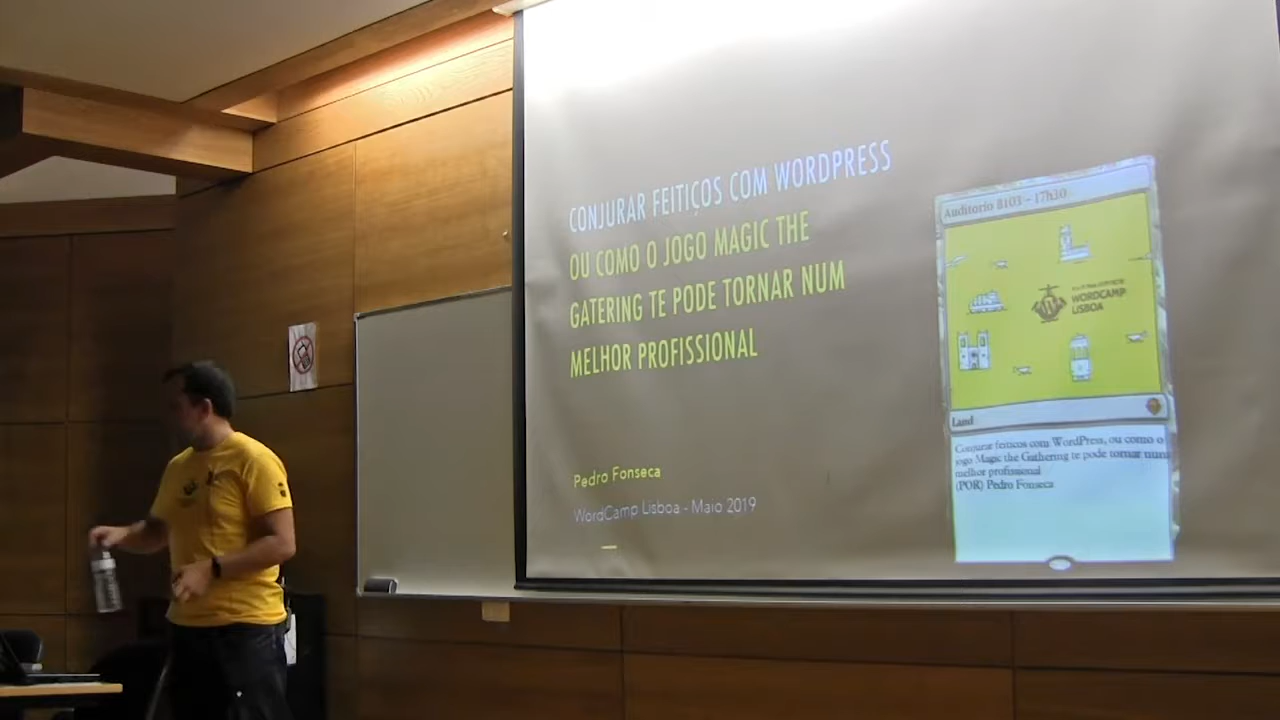 CONJURAR FEITIÇOS COM WORDPRESS
OU COMO O JOGO MAGIC THE
GATERING TE PODE TORNAR NUM
MELHOR PROFISSIONAL
Pedro Fonseca
WordCamp Lisboa - Maio 2019
Auditorio B103 - 17h30
WORDCAMP
LISBOA
Land
Conjurar feiticos com WordPress, ou como o
jogo Magic the Gathering te pode tornar num
melhor profissional
(POR) Pedro Fonseca